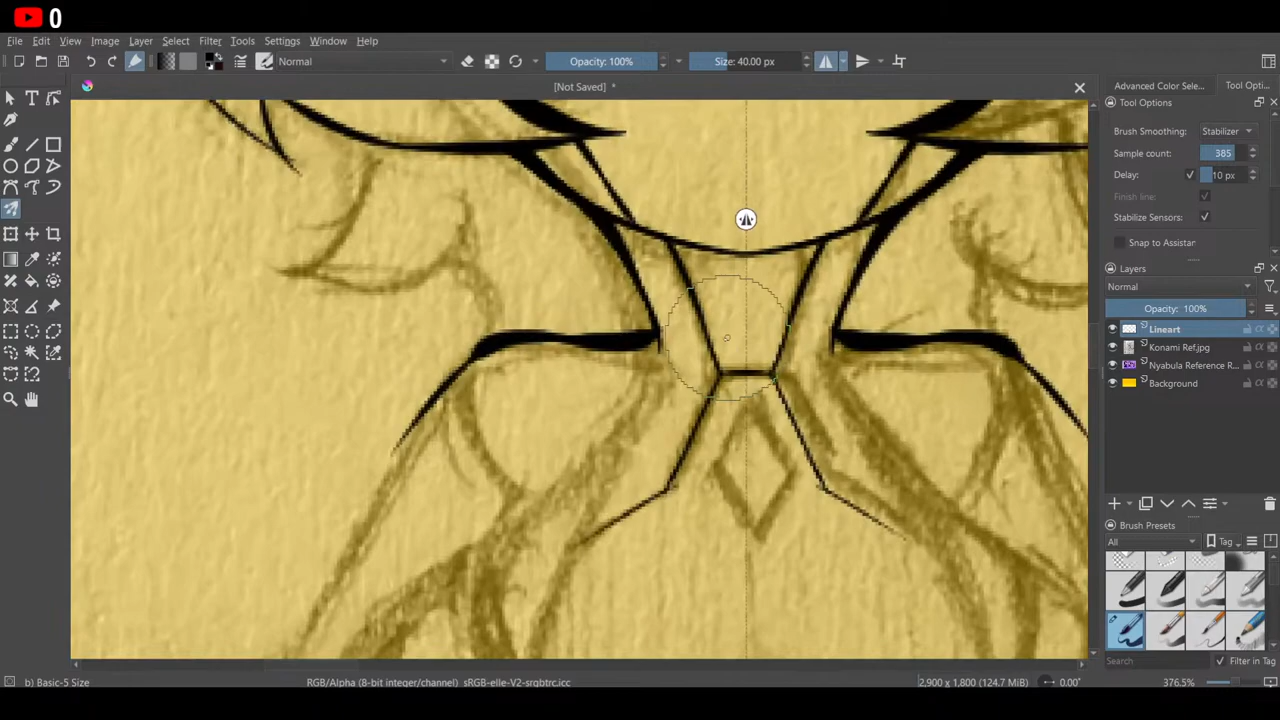 0
File Edit View Image Layer Select Filter Tools Settings Window Help
Normal
Opacity: 100%
Size: 40.00 px
[Not Saved] *
Advanced Color Sele...
Tool Opti...
Tool Options
Brush Smoothing: Stabilizer
Sample count: 385
Delay: 10 px
Finish line:
Stabilize Sensors:
Snap to Assistar
Layers
Normal
Opacity: 100%
Lineart
Konami Ref.jpg
Nyabula Reference R...
Background
Brush Presets
All
Tag
Search
Filter in Tag
b) Basic-5 Size
RGB/Alpha (8-bit integer/channel) sRGB-elle-V2-srgbtrc.icc
2,900 x 1,800 (124.7 MiB)
0.00°
376.5%